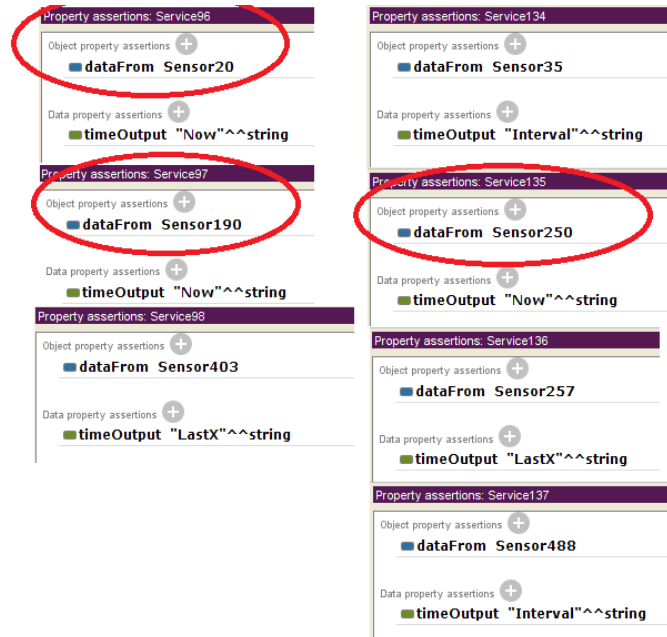 Property assertions: Service96
Object property assertions
dataFrom Sensor20
Data property assertions
timeOutput "Now"^^string
Property assertions: Service97
Object property assertions
dataFrom Sensor190
Data property assertions
timeOutput "Now"^^string
Property assertions: Service98
Object property assertions
dataFrom Sensor403
Data property assertions
timeOutput "LastX"^^string
Property assertions: Service134
Object property assertions
dataFrom Sensor35
Data property assertions
timeOutput "Interval"^^string
Property assertions: Service135
Object property assertions
dataFrom Sensor250
Data property assertions
timeOutput "Now"^^string
Property assertions: Service136
Object property assertions
dataFrom Sensor257
Data property assertions
timeOutput "LastX"^^string
Property assertions: Service137
Object property assertions
dataFrom Sensor488
Data property assertions
timeOutput "Interval"^^string